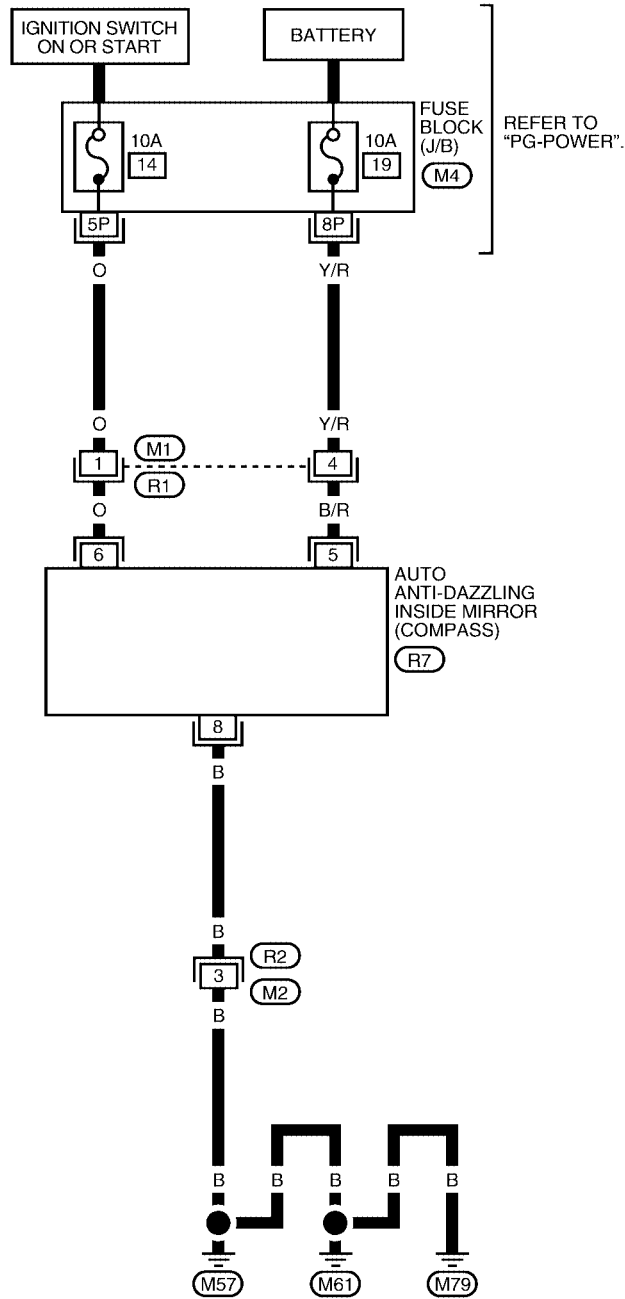 IGNITION SWITCH
ON OR START
BATTERY
FUSE
BLOCK
(J/B)
M4
REFER TO
"PG-POWER".
10A
14
10A
19
5P
8P
O
Y/R
O
Y/R
1
M1
R1
4
O
B/R
6
5
AUTO
ANTI-DAZZLING
INSIDE MIRROR
(COMPASS)
R7
8
B
B
R2
3
M2
B
B
B
B
B
B
M57
M61
M79